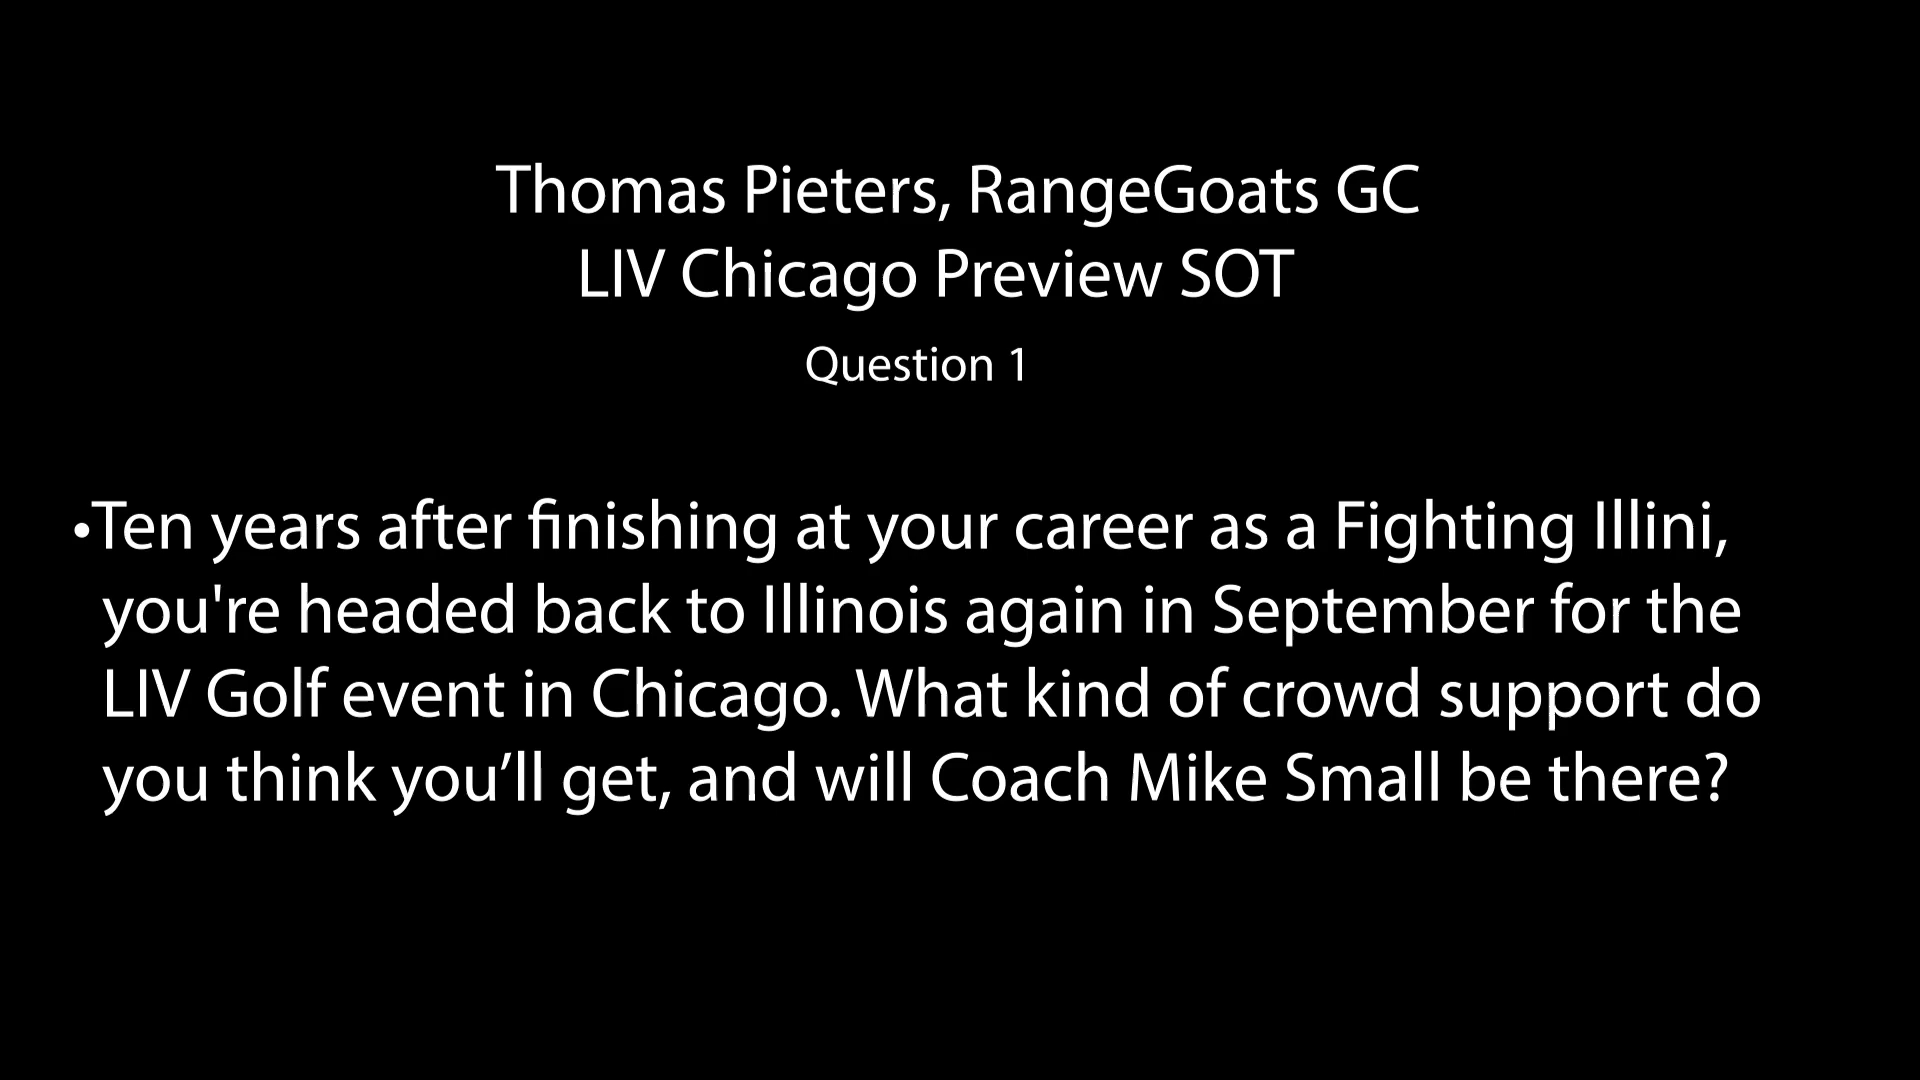 Thomas Pieters, RangeGoats GC
LIV Chicago Preview SOT
Question 1
•Ten years after finishing at your career as a Fighting Illini,
you're headed back to Illinois again in September for the
LIV Golf event in Chicago. What kind of crowd support do
you think you’ll get, and will Coach Mike Small be there?